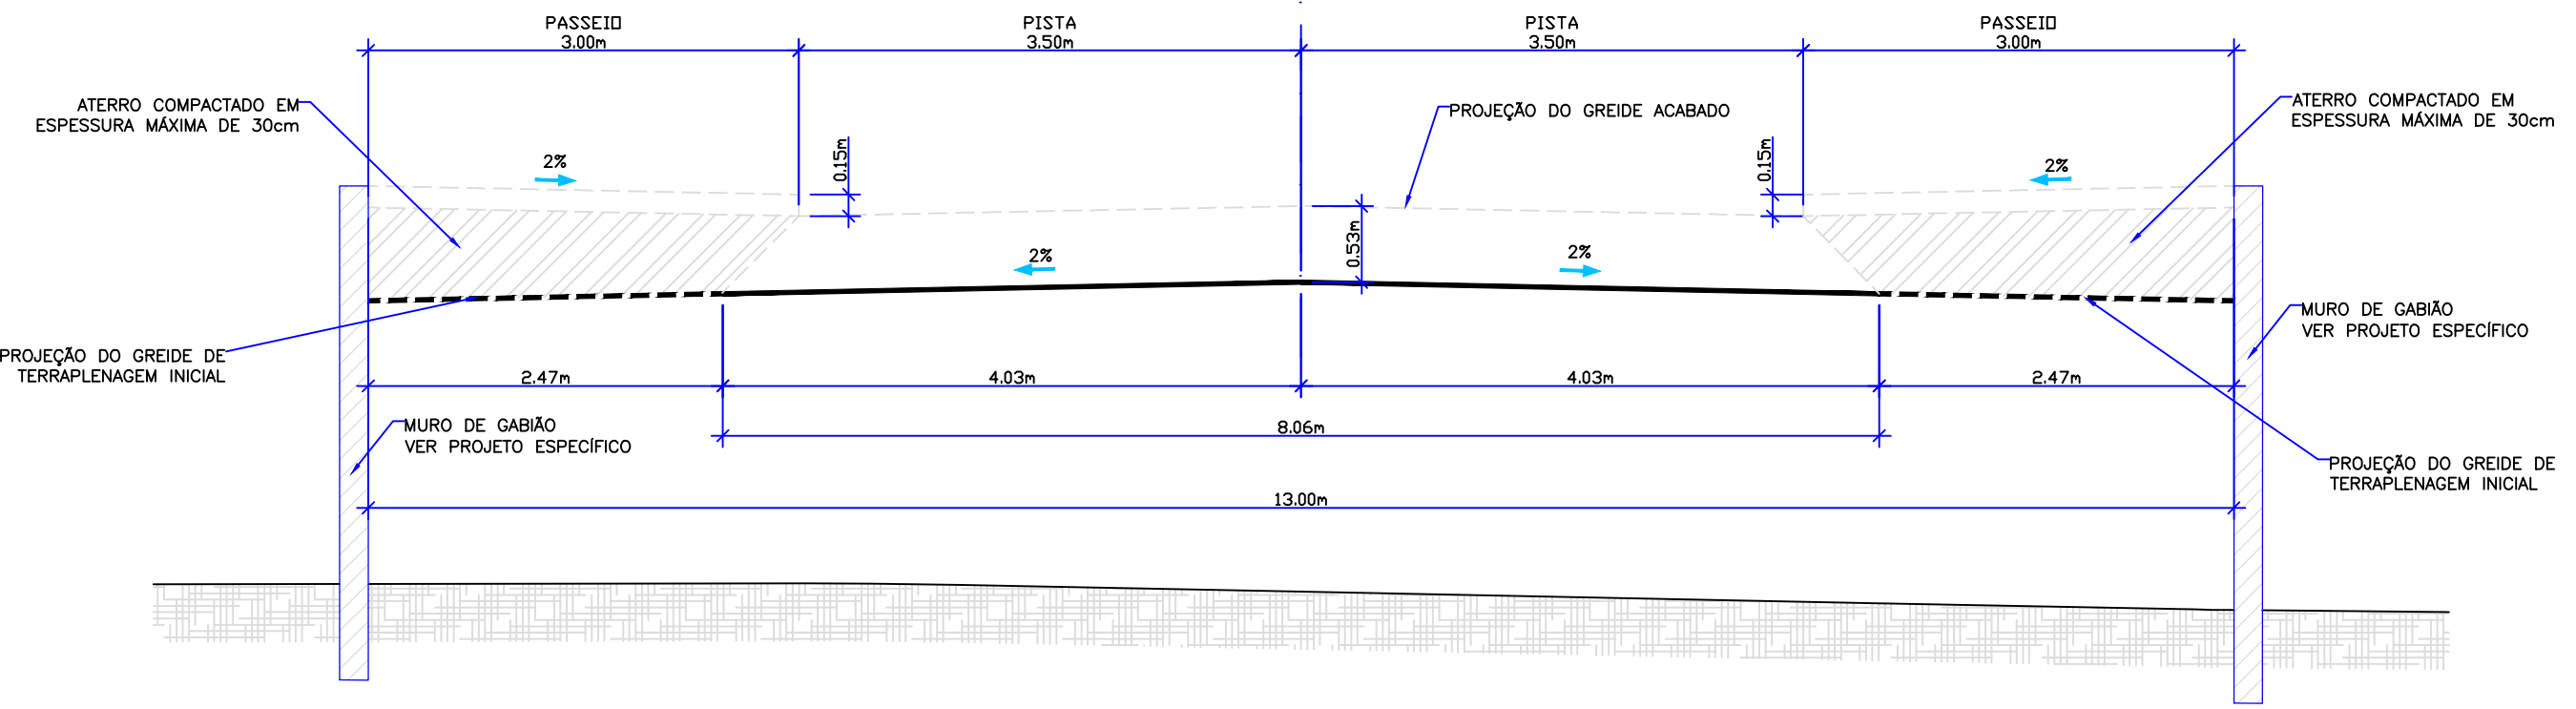 PASSEIO
3.00m
PISTA
3.50m
PISTA
3.50m
PASSEIO
3.00m
ATERRO COMPACTADO EM
ESPESSURA MÁXIMA DE 30cm
PROJEÇÃO DO GREIDE ACABADO
ATERRO COMPACTADO EM
ESPESSURA MÁXIMA DE 30cm
2%
0.15m
0.15m
2%
2%
0.53m
2%
MURO DE GABIÃO
VER PROJETO ESPECÍFICO
PROJEÇÃO DO GREIDE DE
TERRAPLENAGEM INICIAL
2.47m
4.03m
4.03m
2.47m
MURO DE GABIÃO
VER PROJETO ESPECÍFICO
8.06m
PROJEÇÃO DO GREIDE DE
TERRAPLENAGEM INICIAL
13.00m